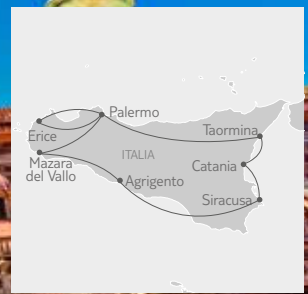 Palermo
Taormina
Erice
ITALIA
Mazara
del Vallo
Catania
Agrigento
Siracusa